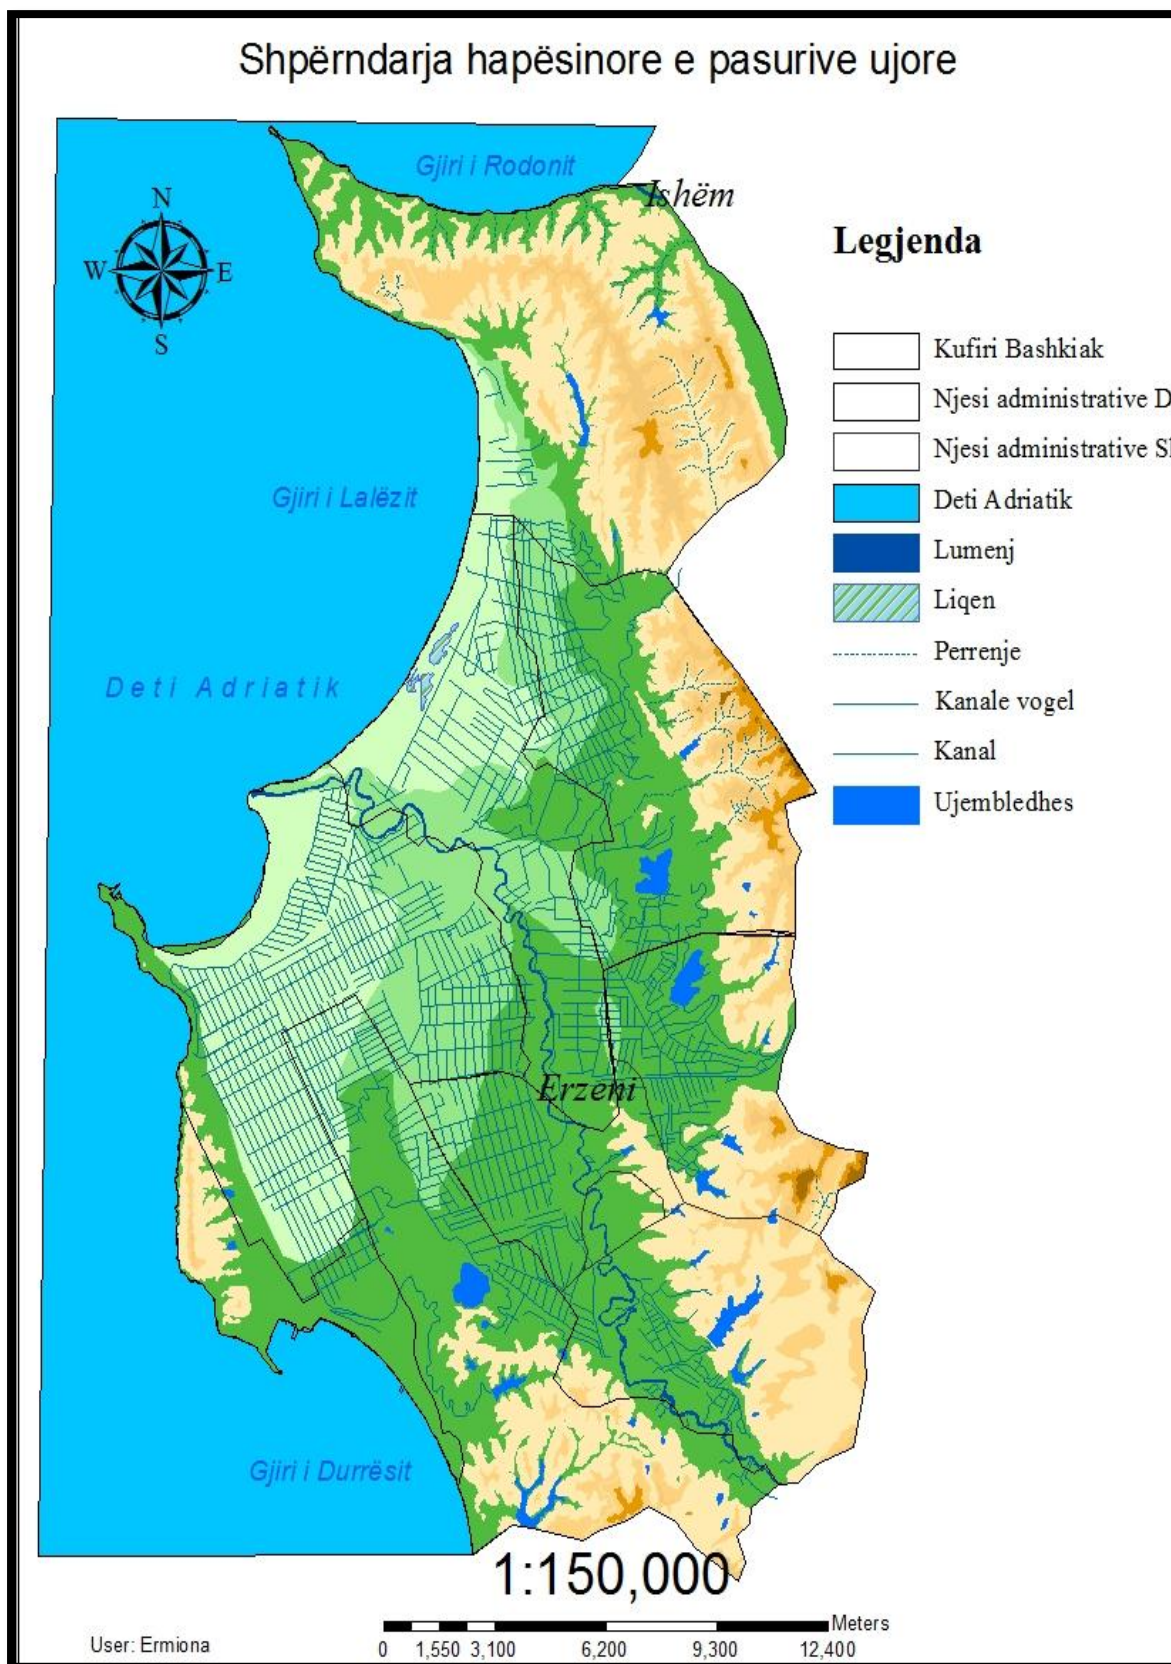 Shpërndarja hapësinore e pasurive ujore
Gjiri i Rodonit
Ishëm
N
W E
S
Legjenda
Kufiri Bashkiak
Njesi administrative D
Njesi administrative
Deti Adriatik
Lumenj
Liqen
Perrenje
Kanale vogel
Kanal
Ujembledhes
Gjiri i Lalëzit
Deti Adriatik
Erzeni
Gjiri i Durrësit
1:150,000
Meters
0 1,550 3,100 6,200 9,300 12,400
User: Ermiona